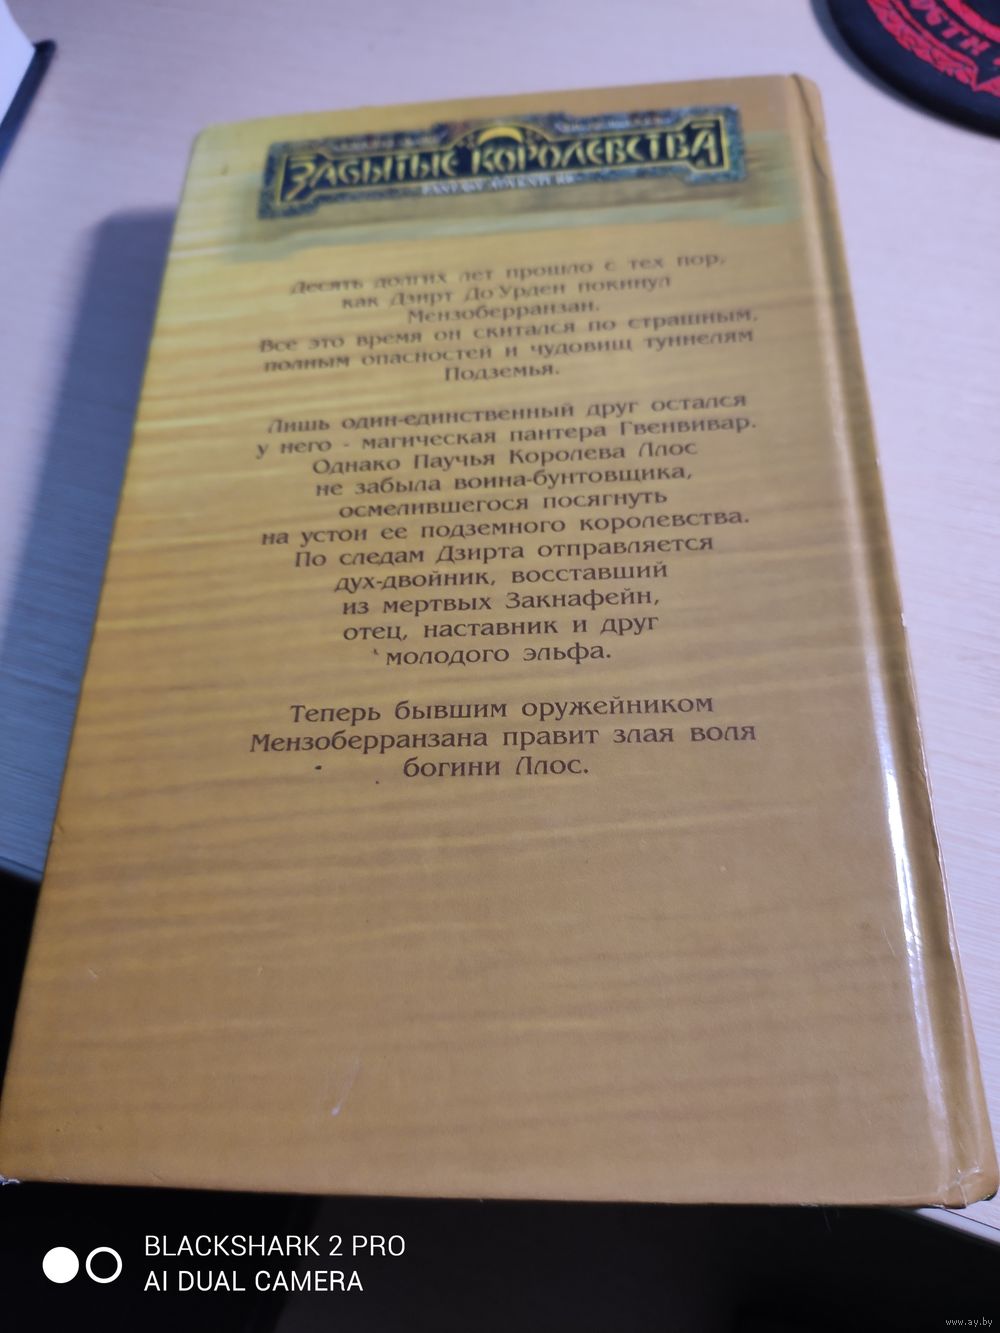 ЗАБЫТЫЕ КОРОЛЕВСТВА
Десять долгих лет прошло с тех пор,
как Дзирт До'Урден покинул
Мензоберранзан.
Все это время он скитался по страшным,
полным опасностей и чудовищ туннелям
Подземья.
Лишь один-единственный друг остался
у него - магическая пантера Гвенвивар.
Однако Паучья Королева Ллос
не забыла воина-бунтовщика,
осмелившегося посягнуть
на устои ее подземного королевства.
По следам Дзирта отправляется
дух-двойник, восставший
из мертвых Закнафейн,
отец, наставник и друг
молодого эльфа.
Теперь бывшим оружейником
Мензоберранзана правит злая воля
богини Ллос.
BLACKSHARK 2 PRO
AI DUAL CAMERA
www.ay.by